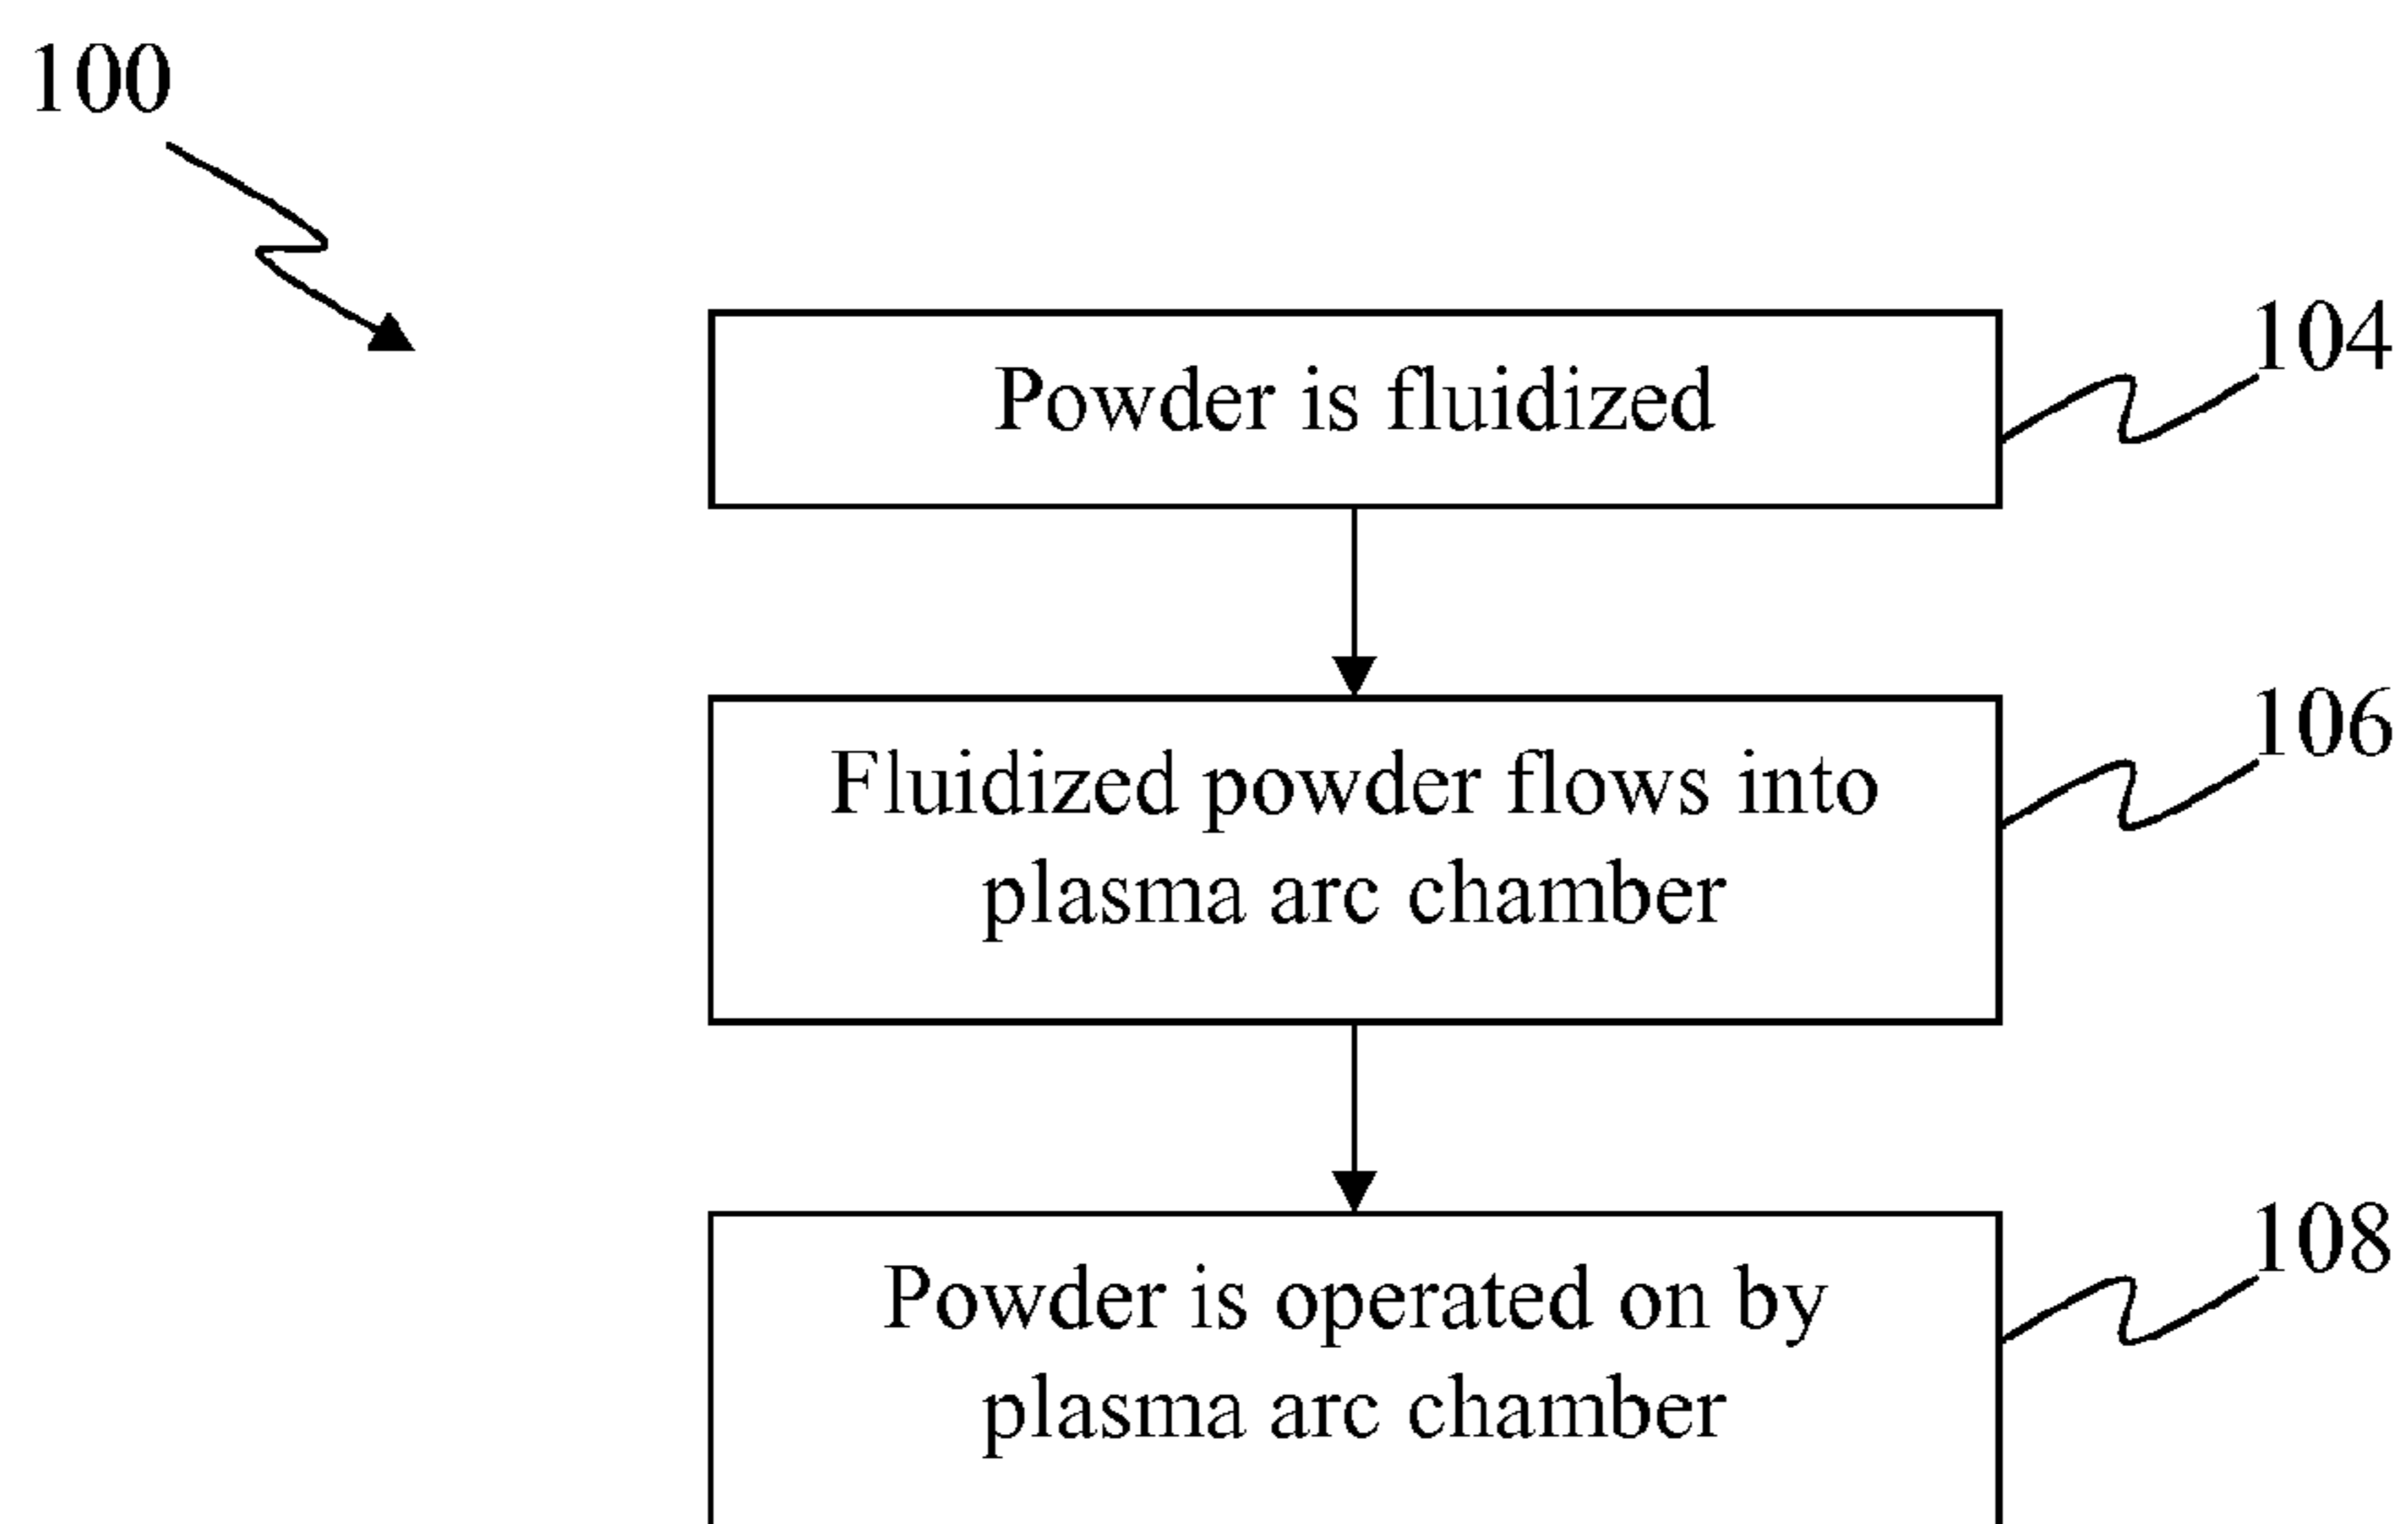 100
104
Powder is fluidized
106
Fluidized powder flows into
plasma arc chamber
108
Powder is operated on by
plasma arc chamber